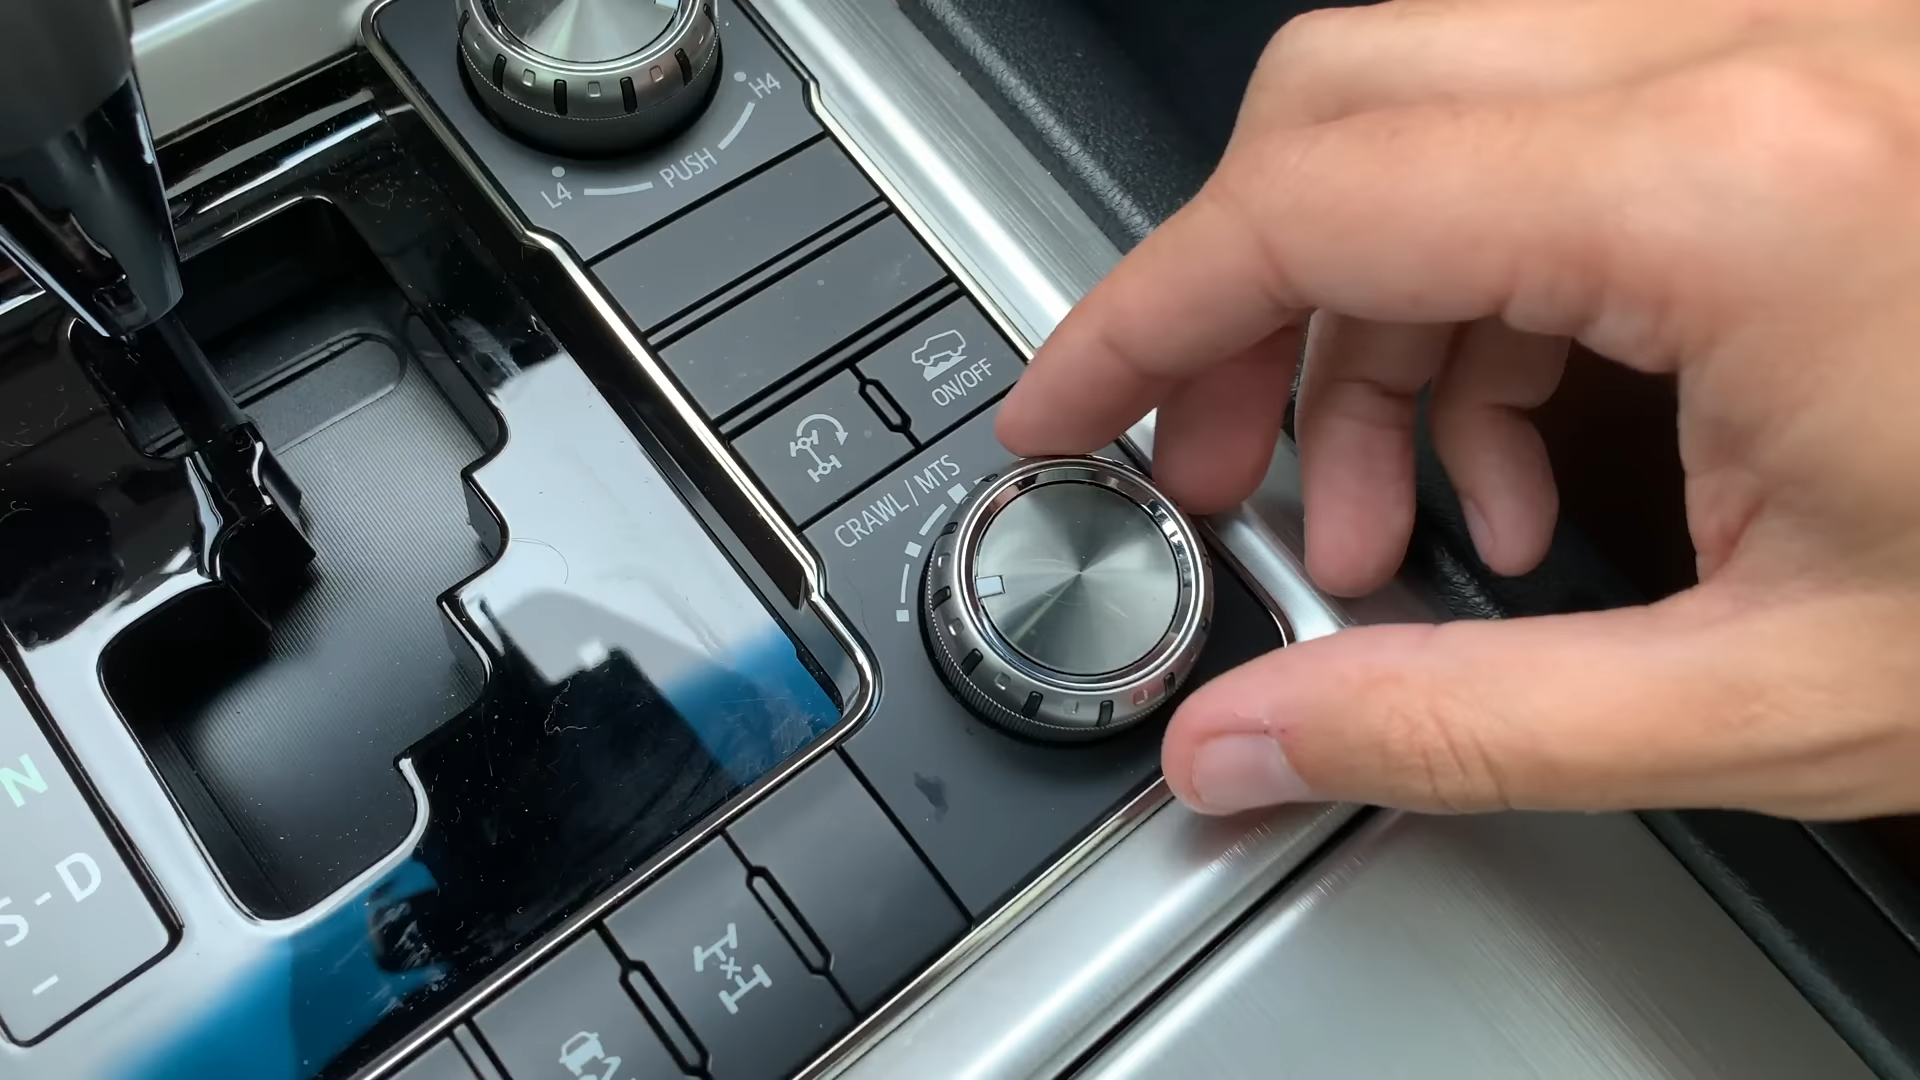 H4
PUSH
L4
ON/OFF
CRAWL / MTS
N
S - D
–